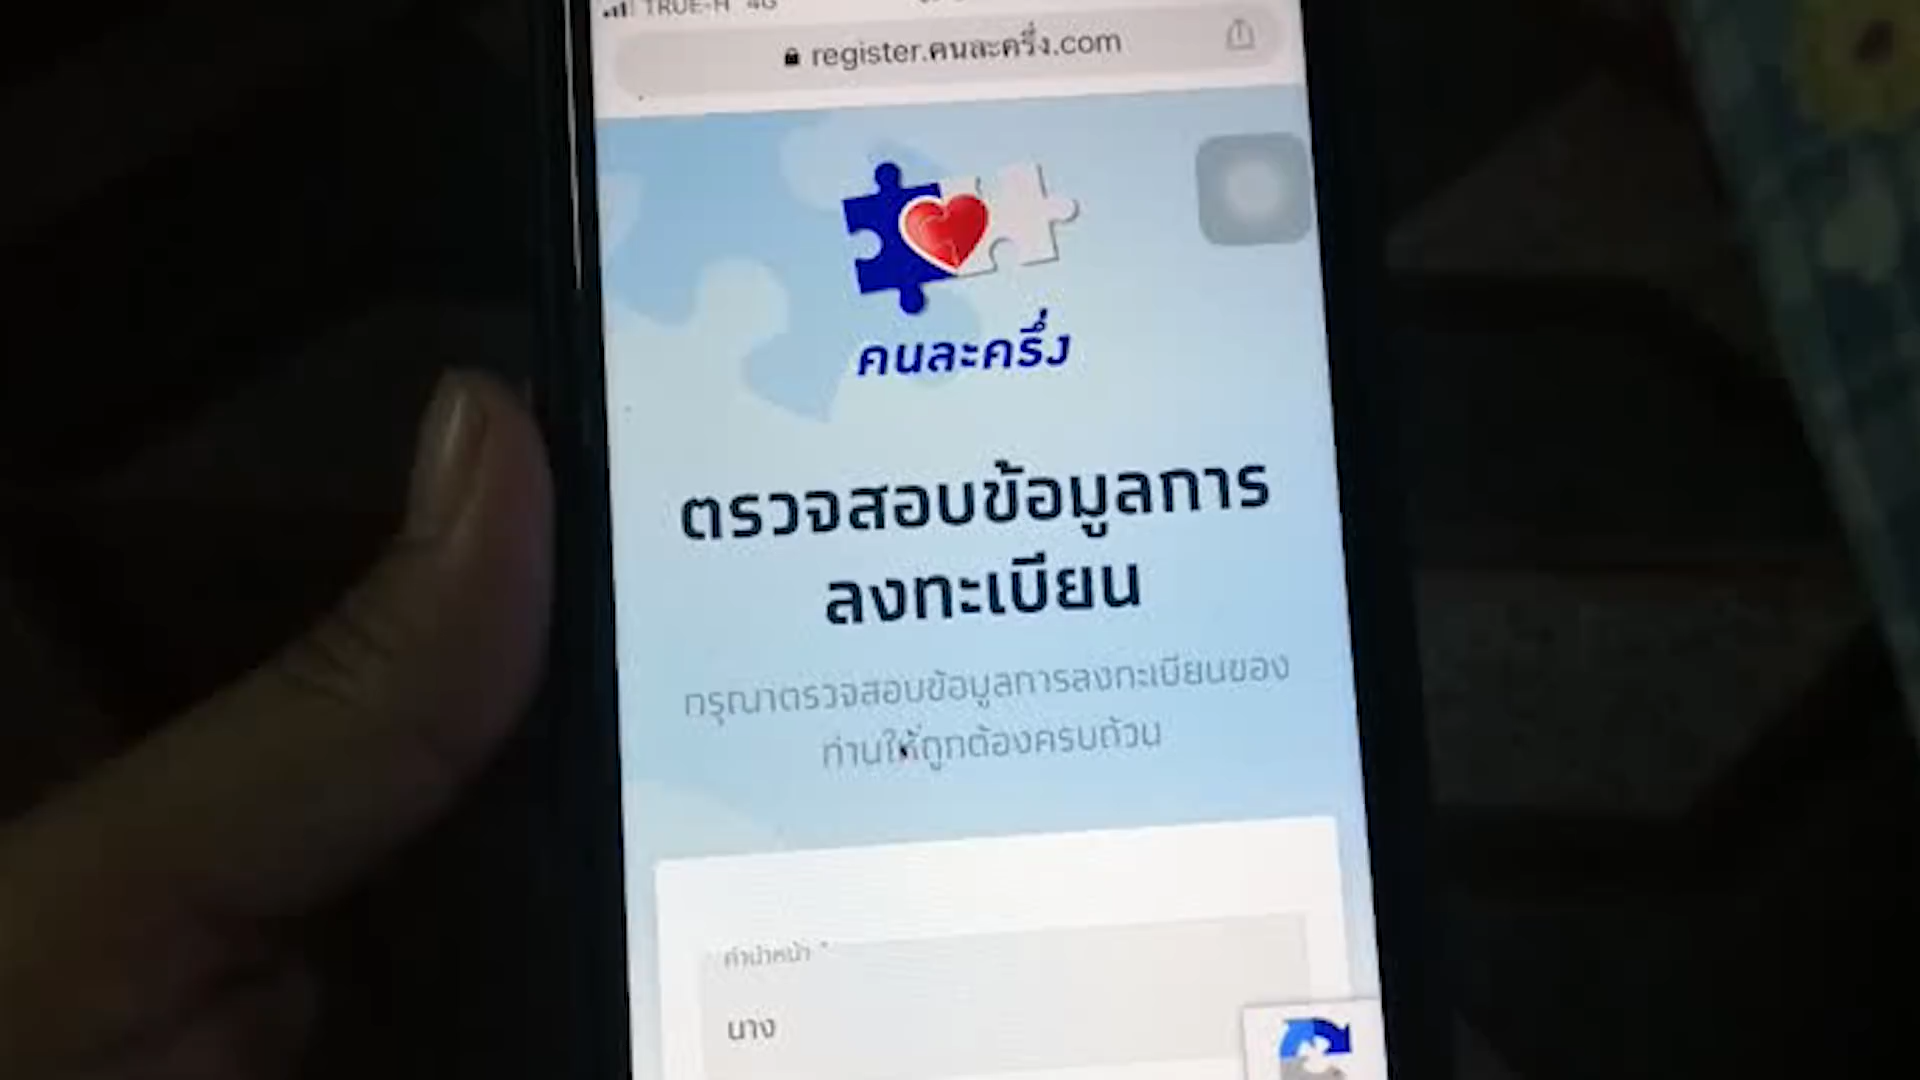 TRUE-H 4G
register.คนละครึ่ง.com
คนละครึ่ง
ตรวจสอบข้อมูลการ
ลงทะเบียน
กรุณาตรวจสอบข้อมูลการลงทะเบียนของ
ท่านให้ถูกต้องครบถ้วน
คำนำหน้า *
นาง